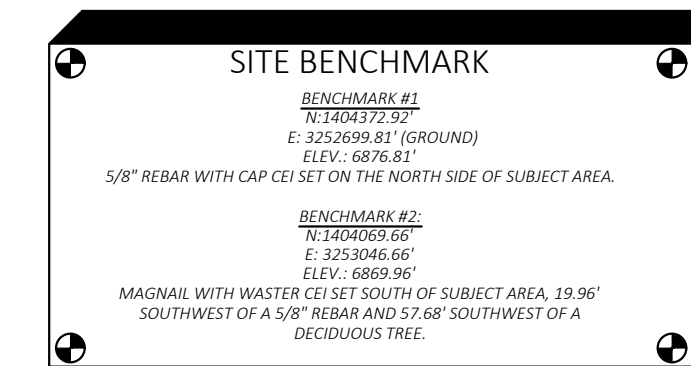 SITE BENCHMARK
BENCHMARK #1
N:1404372.92'
E: 3252699.81' (GROUND)
ELEV.: 6876.81'
5/8" REBAR WITH CAP CEI SET ON THE NORTH SIDE OF SUBJECT AREA.
BENCHMARK #2:
N:1404069.66'
E: 3253046.66'
ELEV.: 6869.96'
MAGNAIL WITH WASTER CEI SET SOUTH OF SUBJECT AREA, 19.96'
SOUTHWEST OF A 5/8" REBAR AND 57.68' SOUTHWEST OF A
DECIDUOUS TREE.